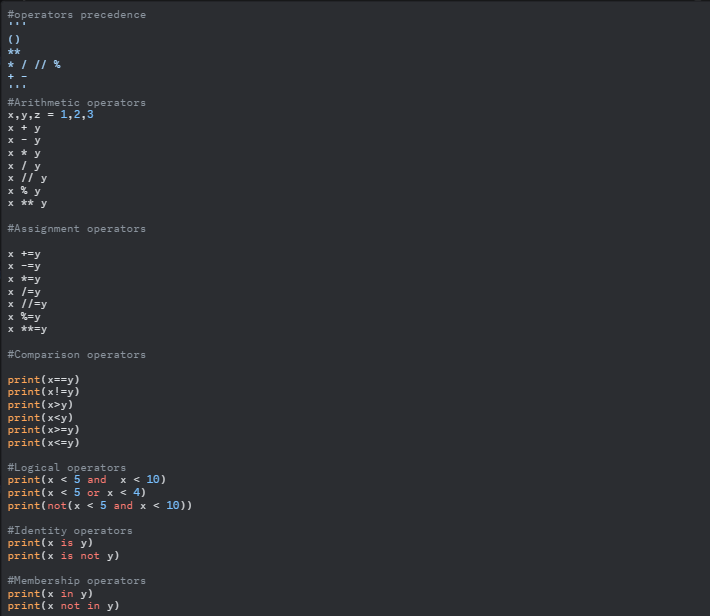 #operators precedence
'''
()
**
* / // %
+ -
'''
#Arithmetic operators
x,y,z = 1,2,3
x + y
x - y
x * y
x / y
x // y
x % y
x ** y
#Assignment operators
x +=y
x -=y
x *=y
x /=y
x //=y
x %=y
x **=y
#Comparison operators
print(x==y)
print(x!=y)
print(x>y)
print(x<y)
print(x>=y)
print(x<=y)
#Logical operators
print(x < 5 and  x < 10)
print(x < 5 or x < 4)
print(not(x < 5 and x < 10))
#Identity operators
print(x is y)
print(x is not y)
#Membership operators
print(x in y)
print(x not in y)